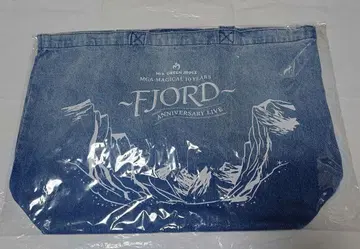 Mrs. GREEN APPLE
MGA MAGICAL 10 YEARS
~FJORD~
ANNIVERSARY LIVE